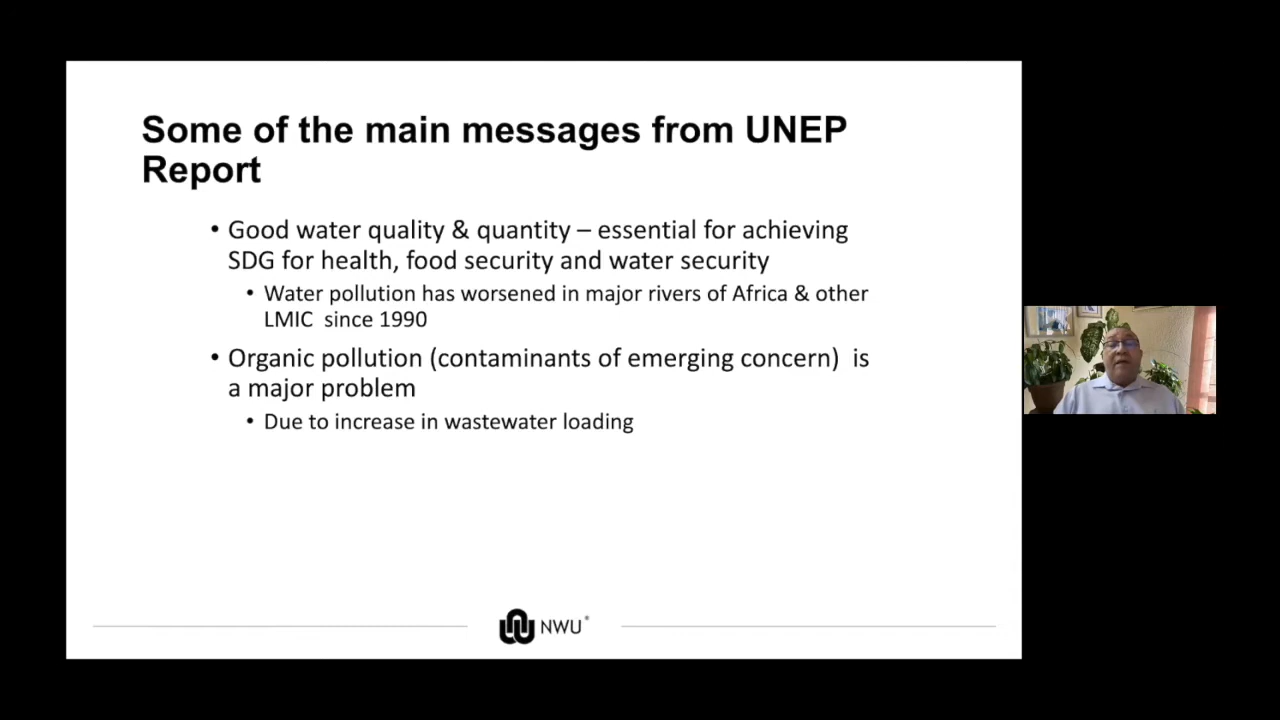 Some of the main messages from UNEP
Report
• Good water quality & quantity – essential for achieving
SDG for health, food security and water security
• Water pollution has worsened in major rivers of Africa & other
LMIC  since 1990
• Organic pollution (contaminants of emerging concern)  is
a major problem
• Due to increase in wastewater loading
NWU®